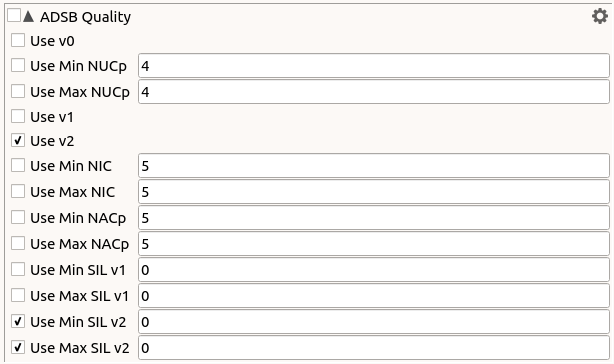 ADSB Quality
Use v0
Use Min NUCp 4
Use Max NUCp 4
Use v1
Use v2
Use Min NIC 5
Use Max NIC 5
Use Min NACp 5
Use Max NACp 5
Use Min SIL v1 0
Use Max SIL v1 0
Use Min SIL v2 0
Use Max SIL v2 0